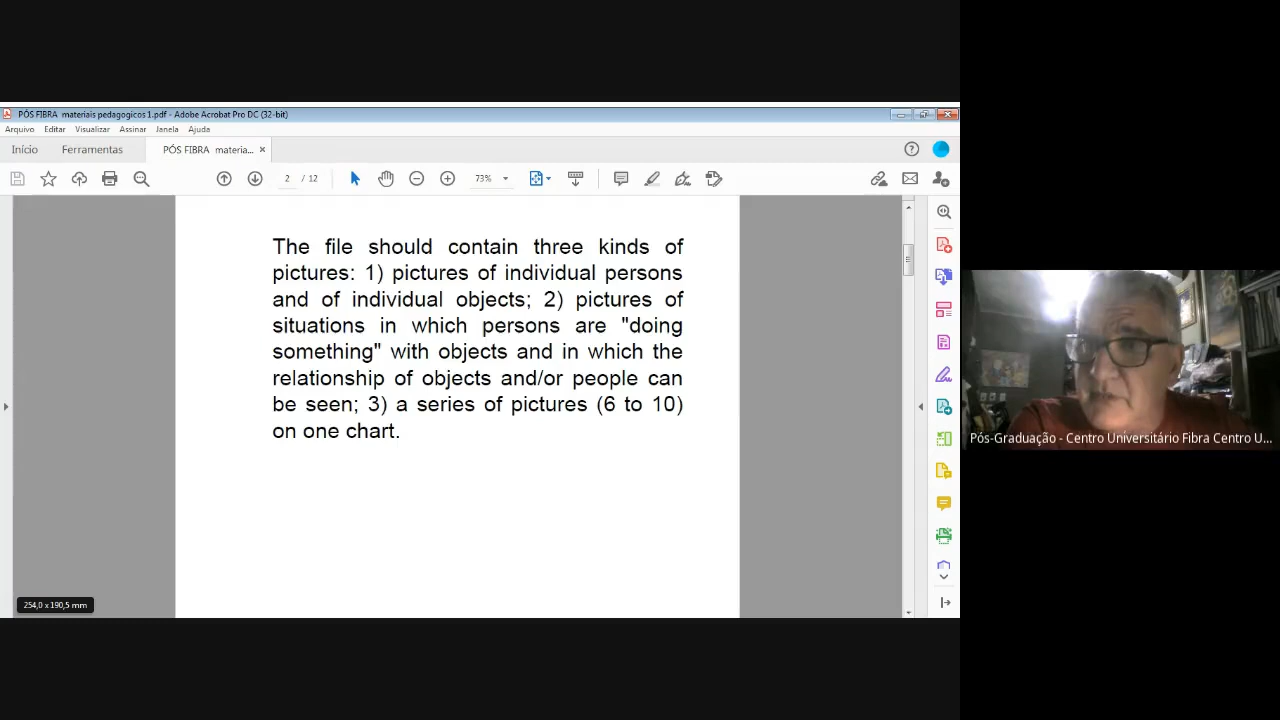 PÓS FIBRA materiais pedagogicos 1.pdf - Adobe Acrobat Pro DC (32-bit)
Arquivo Editar Visualizar Assinar Janela Ajuda
Início Ferramentas PÓS FIBRA materia... ×
2 / 12 73%
The file should contain three kinds of
pictures: 1) pictures of individual persons
and of individual objects; 2) pictures of
situations in which persons are "doing
something" with objects and in which the
relationship of objects and/or people can
be seen; 3) a series of pictures (6 to 10)
on one chart.
254,0 x 190,5 mm
Pós-Graduação - Centro Universitário Fibra Centro U...